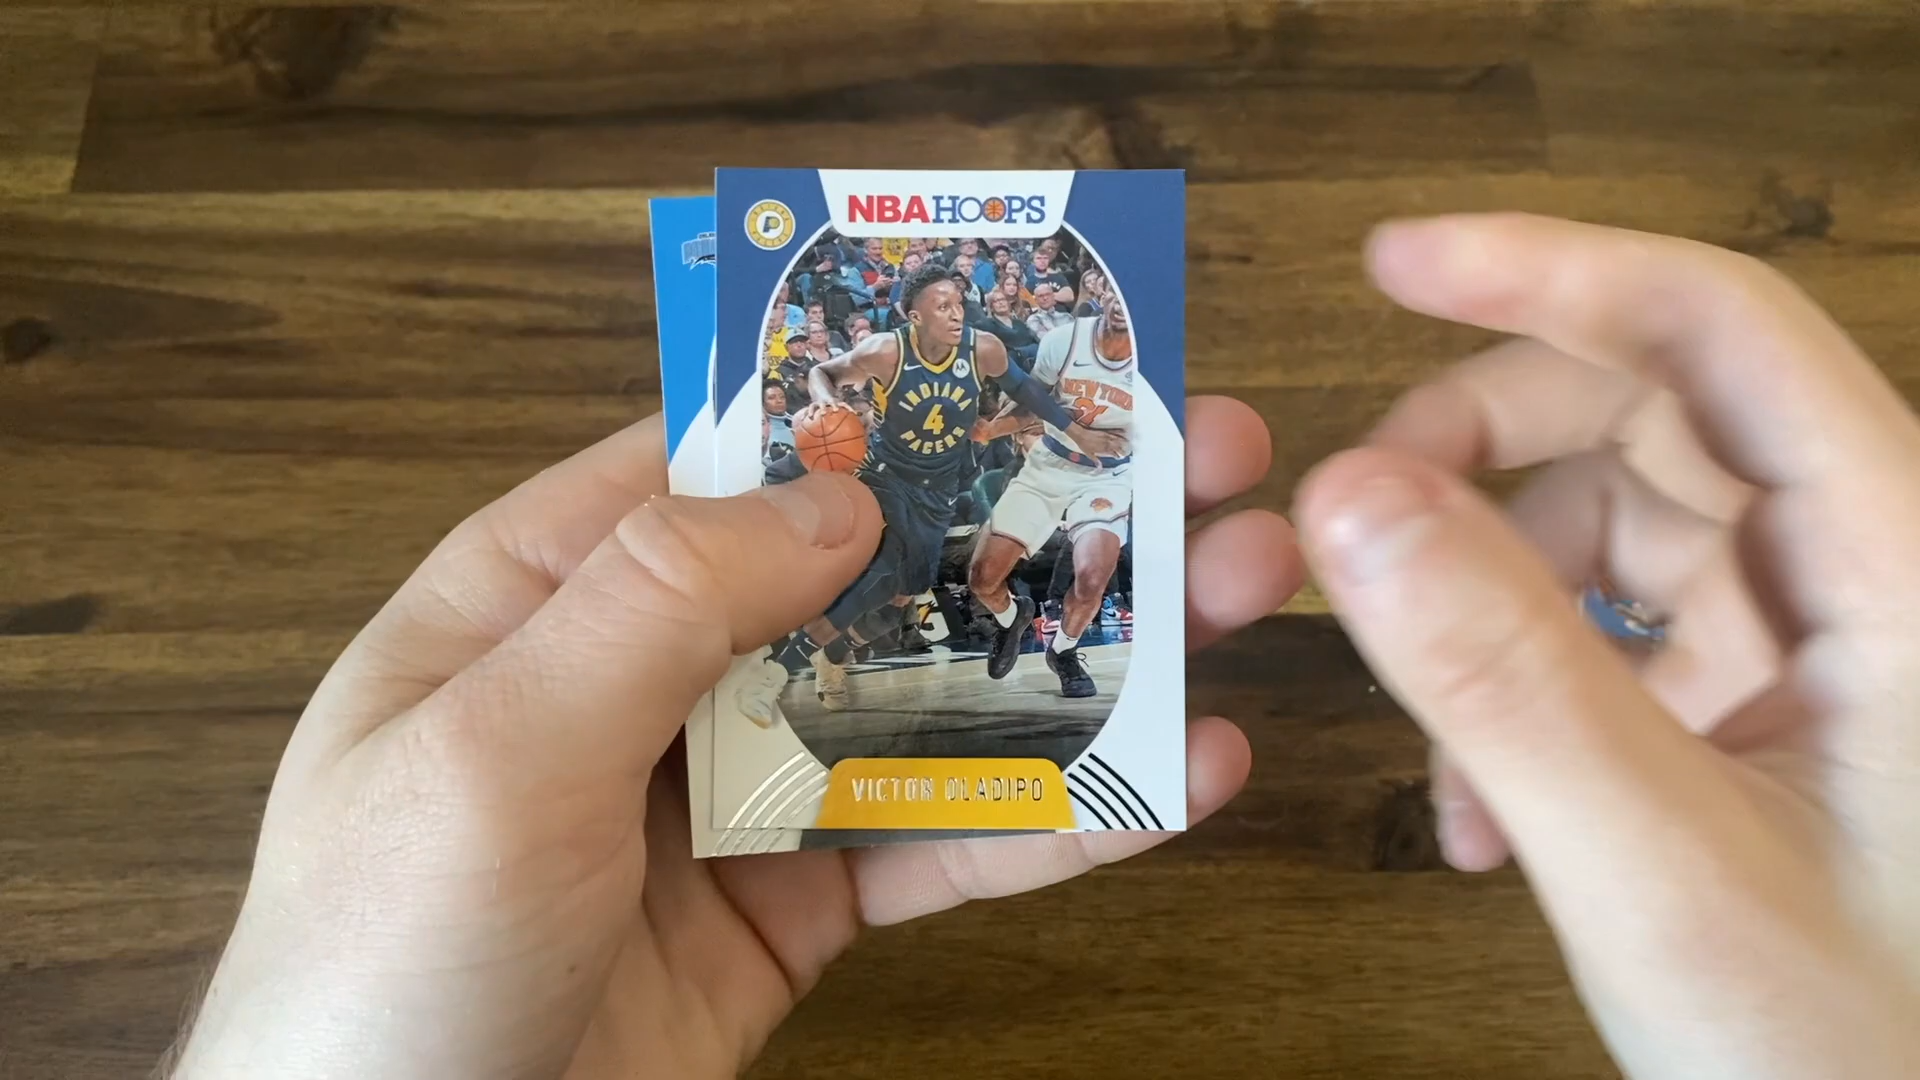 NBA HOOPS
INDIANA
4
PACERS
NEW YORK
VICTOR OLADIPO